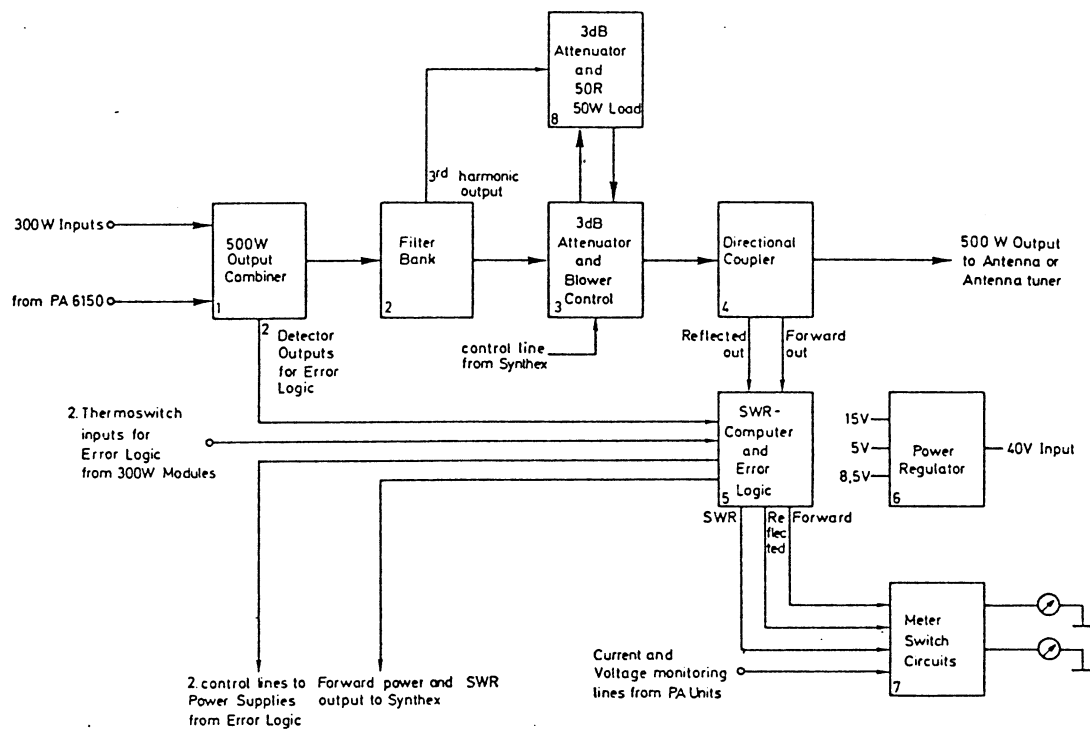 3dB
Attenuator
and
50R
50W Load
8
3rd harmonic
output
300W Inputs
from PA 6150
500W
Output
Combiner
1
Filter
Bank
2
3dB
Attenuator
and
Blower
Control
3
Directional
Coupler
4
500 W Output
to Antenna or
Antenna tuner
2 Detector
Outputs
for Error
Logic
control line
from Synthex
Reflected
out
Forward
out
2. Thermoswitch
inputs for
Error Logic
from 300W Modules
SWR-
Computer
and
Error
Logic
5
15V
5V
8,5V
Power
Regulator
6
40V Input
SWR
Re
flec
ted
Forward
Meter
Switch
Circuits
7
Current and
Voltage monitoring
lines from PA Units
2. control lines to
Power Supplies
from Error Logic
Forward power and SWR
output to Synthex